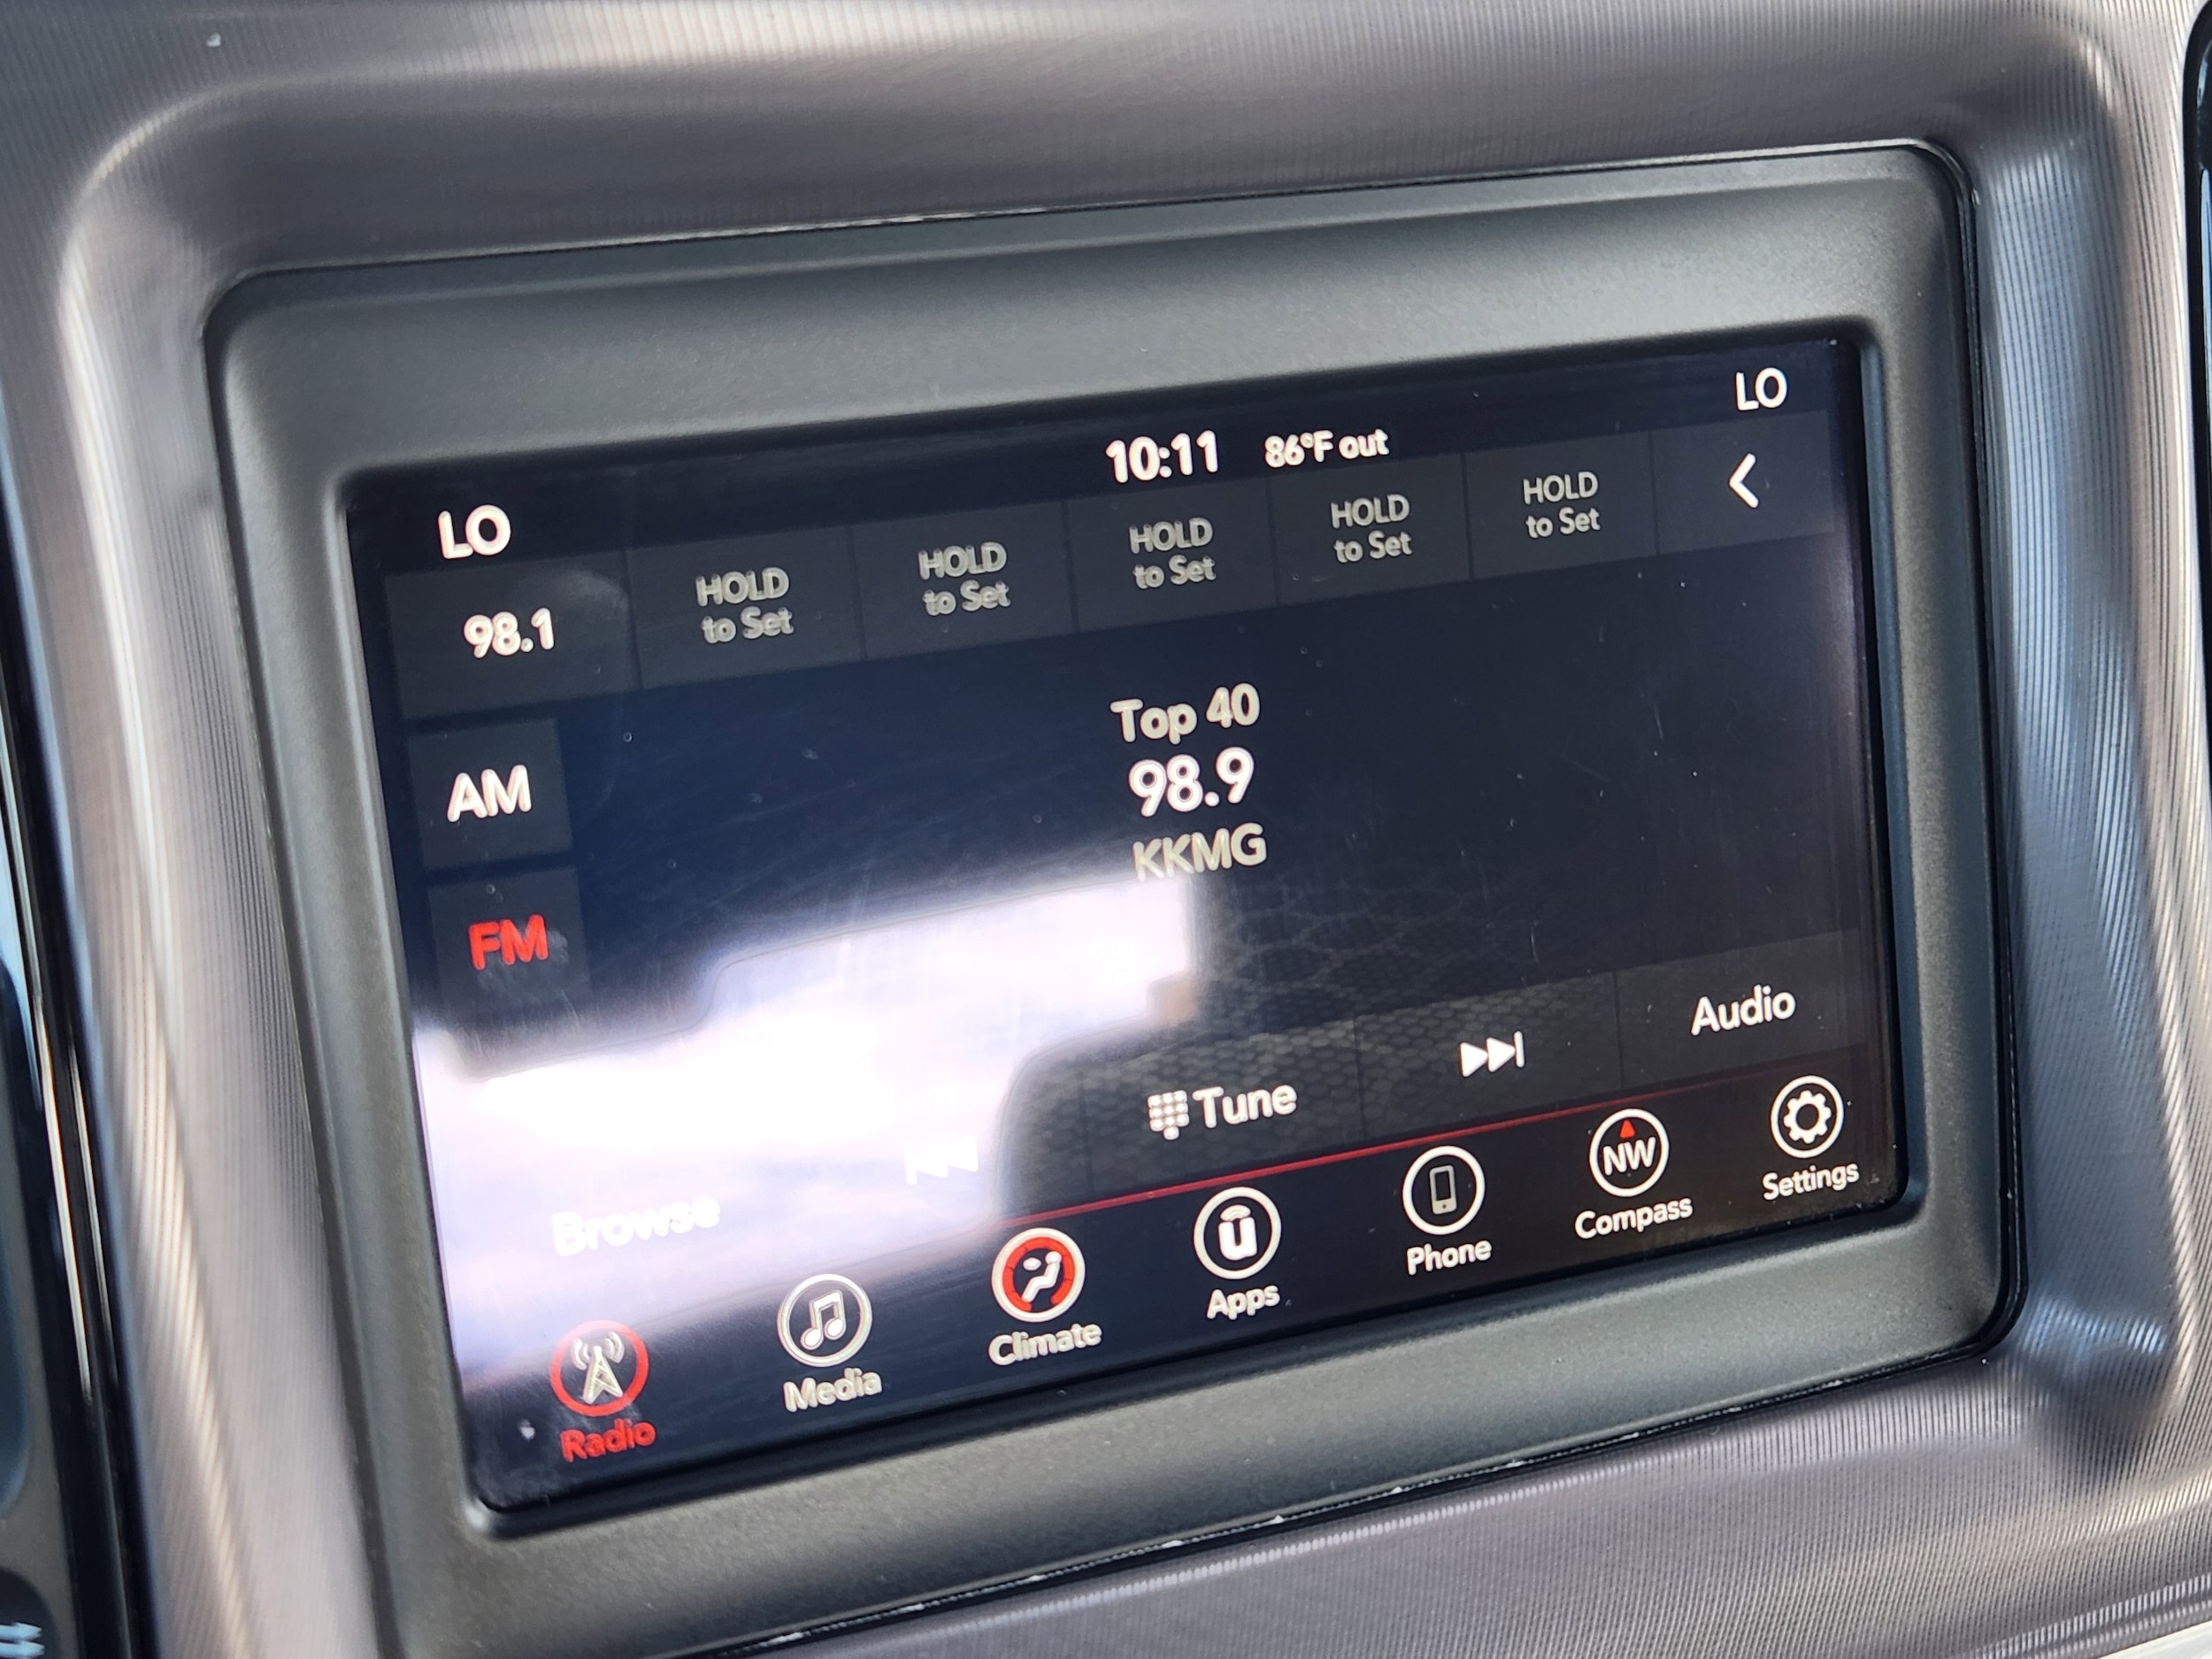 LO
10:11 86°F out
LO
98.1
HOLD
to Set
HOLD
to Set
HOLD
to Set
HOLD
to Set
HOLD
to Set
AM
FM
Top 40
98.9
KKMG
Browse
Tune
Audio
Radio
Media
Climate
u
Apps
Phone
NW
Compass
Settings